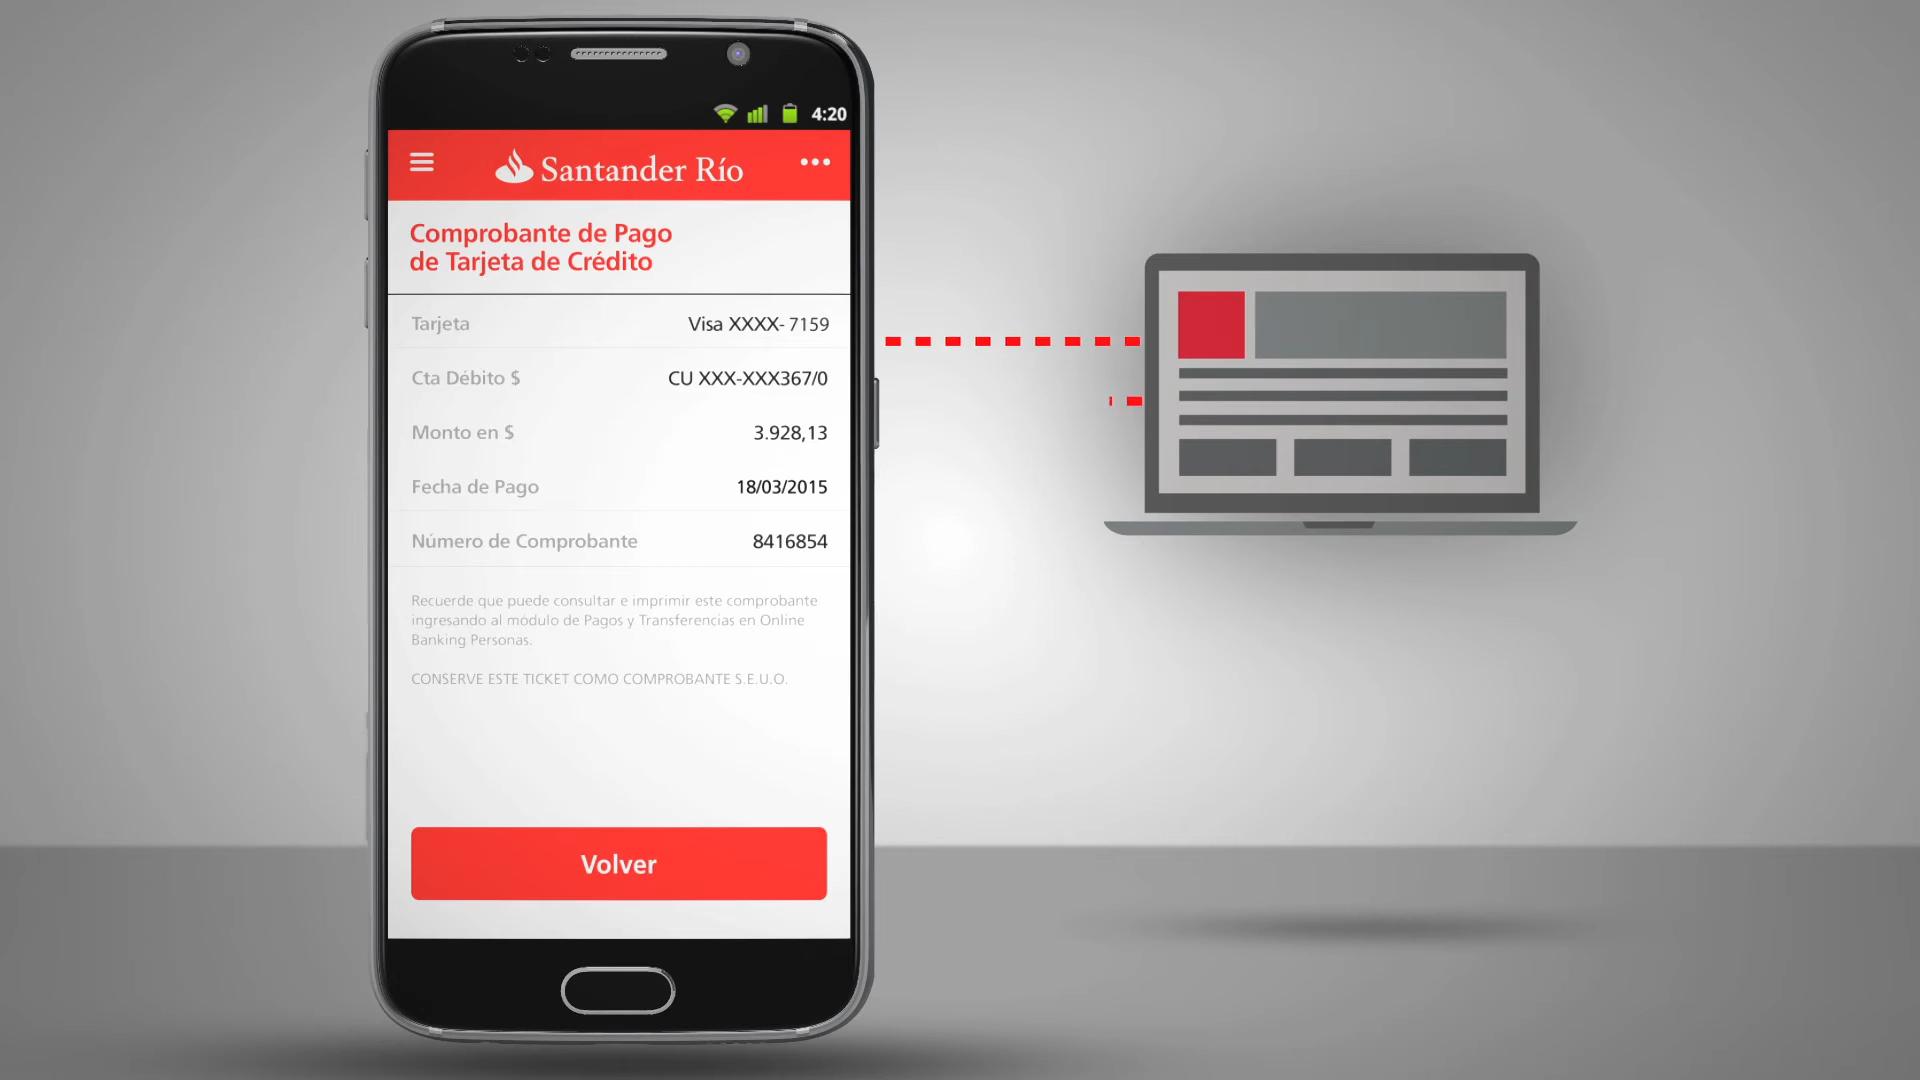 4:20
Santander Río
Comprobante de Pago
de Tarjeta de Crédito
Tarjeta Visa XXXX- 7159
Cta Débito $ CU XXX-XXX367/0
Monto en $ 3.928,13
Fecha de Pago 18/03/2015
Número de Comprobante 8416854
Recuerde que puede consultar e imprimir este comprobante
ingresando al módulo de Pagos y Transferencias en Online
Banking Personas.
CONSERVE ESTE TICKET COMO COMPROBANTE S.E.U.O.
Volver